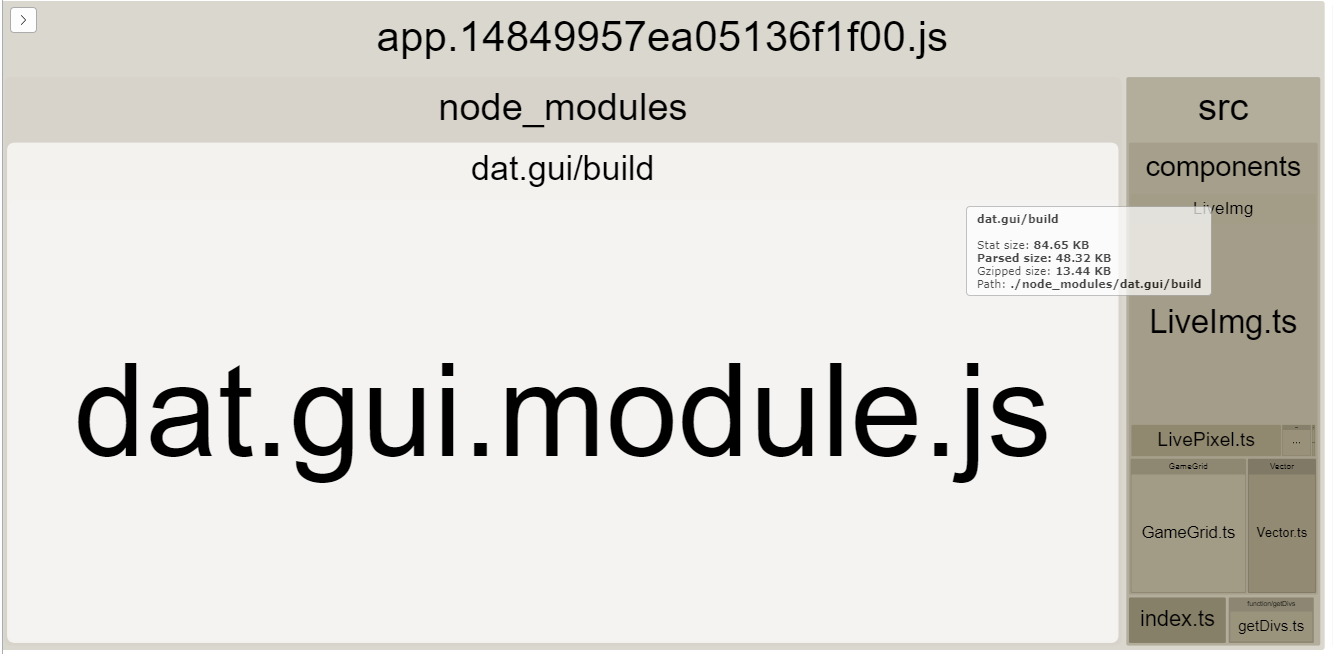 app.14849957ea05136f1f00.js
node_modules
src
dat.gui/build
components
LiveImg
dat.gui/build
Stat size: 84.65 KB
Parsed size: 48.32 KB
Gzipped size: 13.44 KB
Path: ./node_modules/dat.gui/build
LiveImg.ts
dat.gui.module.js
LivePixel.ts
...
GameGrid
Vector
GameGrid.ts
Vector.ts
index.ts
function/getDivs
getDivs.ts